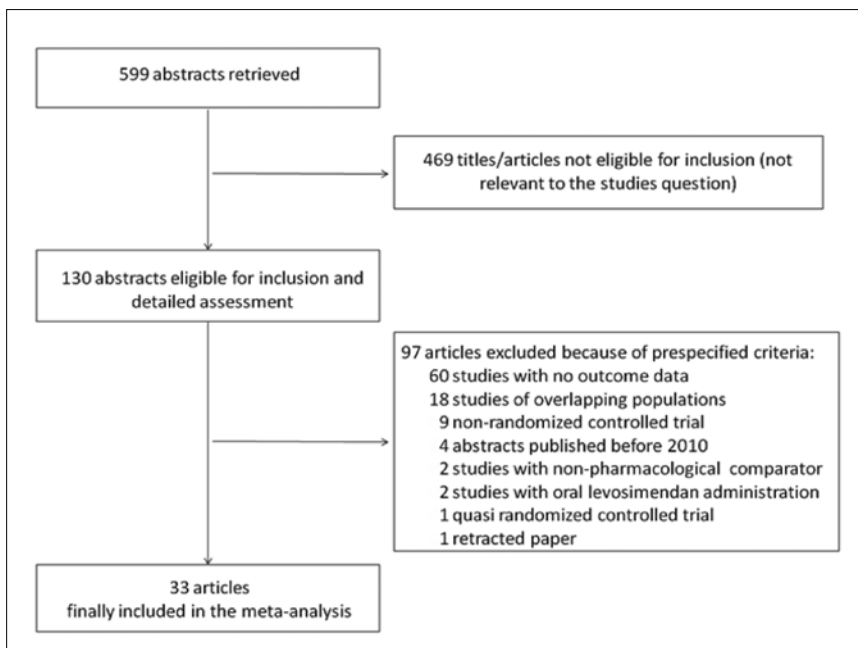 599 abstracts retrieved
469 titles/articles not eligible for inclusion (not
relevant to the studies question)
130 abstracts eligible for inclusion and
detailed assessment
97 articles excluded because of prespecified criteria:
60 studies with no outcome data
18 studies of overlapping populations
9 non-randomized controlled trial
4 abstracts published before 2010
2 studies with non-pharmacological comparator
2 studies with oral levosimendan administration
1 quasi randomized controlled trial
1 retracted paper
33 articles
finally included in the meta-analysis